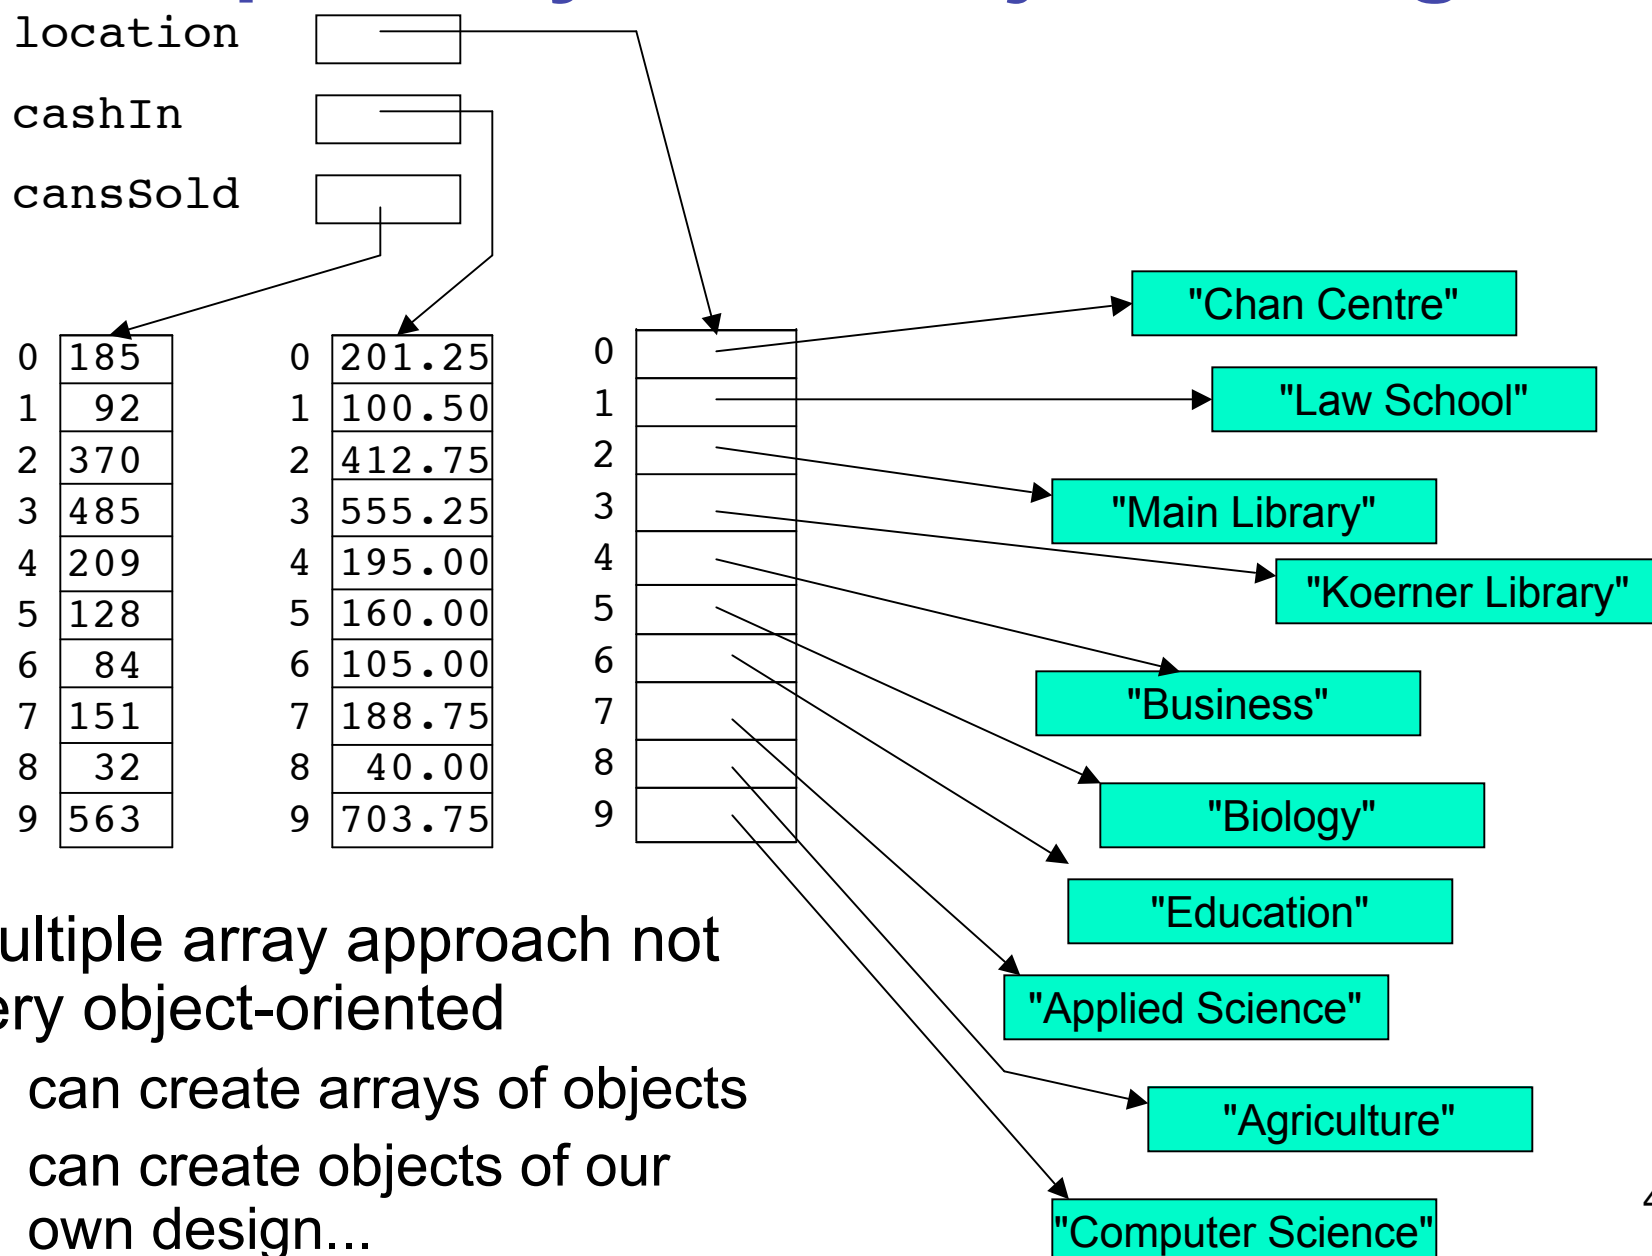 location
cashIn
cansSold
0 185
1 92
2 370
3 485
4 209
5 128
6 84
7 151
8 32
9 563
0 201.25
1 100.50
2 412.75
3 555.25
4 195.00
5 160.00
6 105.00
7 188.75
8 40.00
9 703.75
0
1
2
3
4
5
6
7
8
9
"Chan Centre"
"Law School"
"Main Library"
"Koerner Library"
"Business"
"Biology"
"Education"
"Applied Science"
"Agriculture"
"Computer Science"
ultiple array approach not
ery object-oriented
can create arrays of objects
can create objects of our
own design...
4